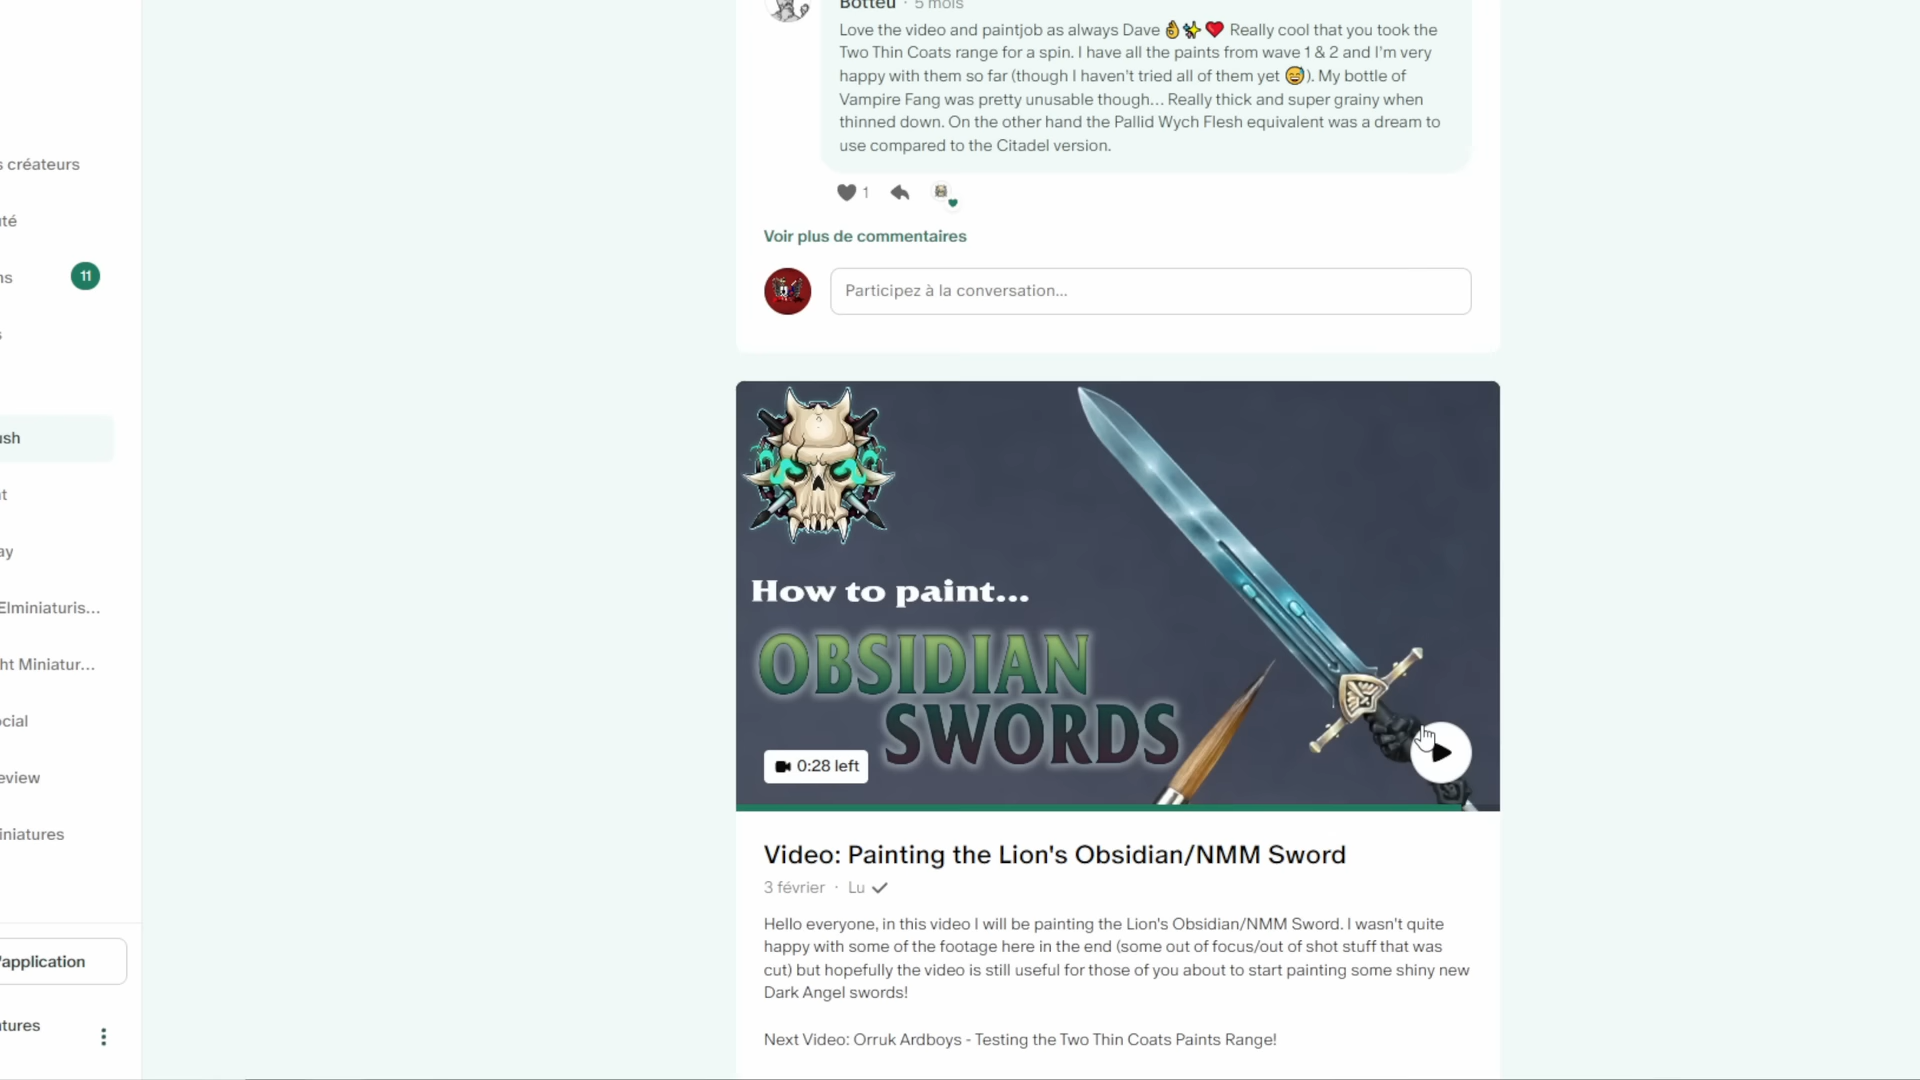 Botteu · 5 mois
Love the video and paintjob as always Dave 👌✨❤️ Really cool that you took the
Two Thin Coats range for a spin. I have all the paints from wave 1 & 2 and I'm very
happy with them so far (though I haven't tried all of them yet 😅). My bottle of
Vampire Fang was pretty unusable though... Really thick and super grainy when
thinned down. On the other hand the Pallid Wych Flesh equivalent was a dream to
use compared to the Citadel version.
1
Voir plus de commentaires
Participez à la conversation...
s créateurs
té
ns
11
s
ush
t
ay
Elminiaturis...
ht Miniatur...
ocial
eview
iniatures
'application
tures
How to paint...
OBSIDIAN
SWORDS
0:28 left
Video: Painting the Lion's Obsidian/NMM Sword
3 février · Lu
Hello everyone, in this video I will be painting the Lion's Obsidian/NMM Sword. I wasn't quite
happy with some of the footage here in the end (some out of focus/out of shot stuff that was
cut) but hopefully the video is still useful for those of you about to start painting some shiny new
Dark Angel swords!
Next Video: Orruk Ardboys - Testing the Two Thin Coats Paints Range!